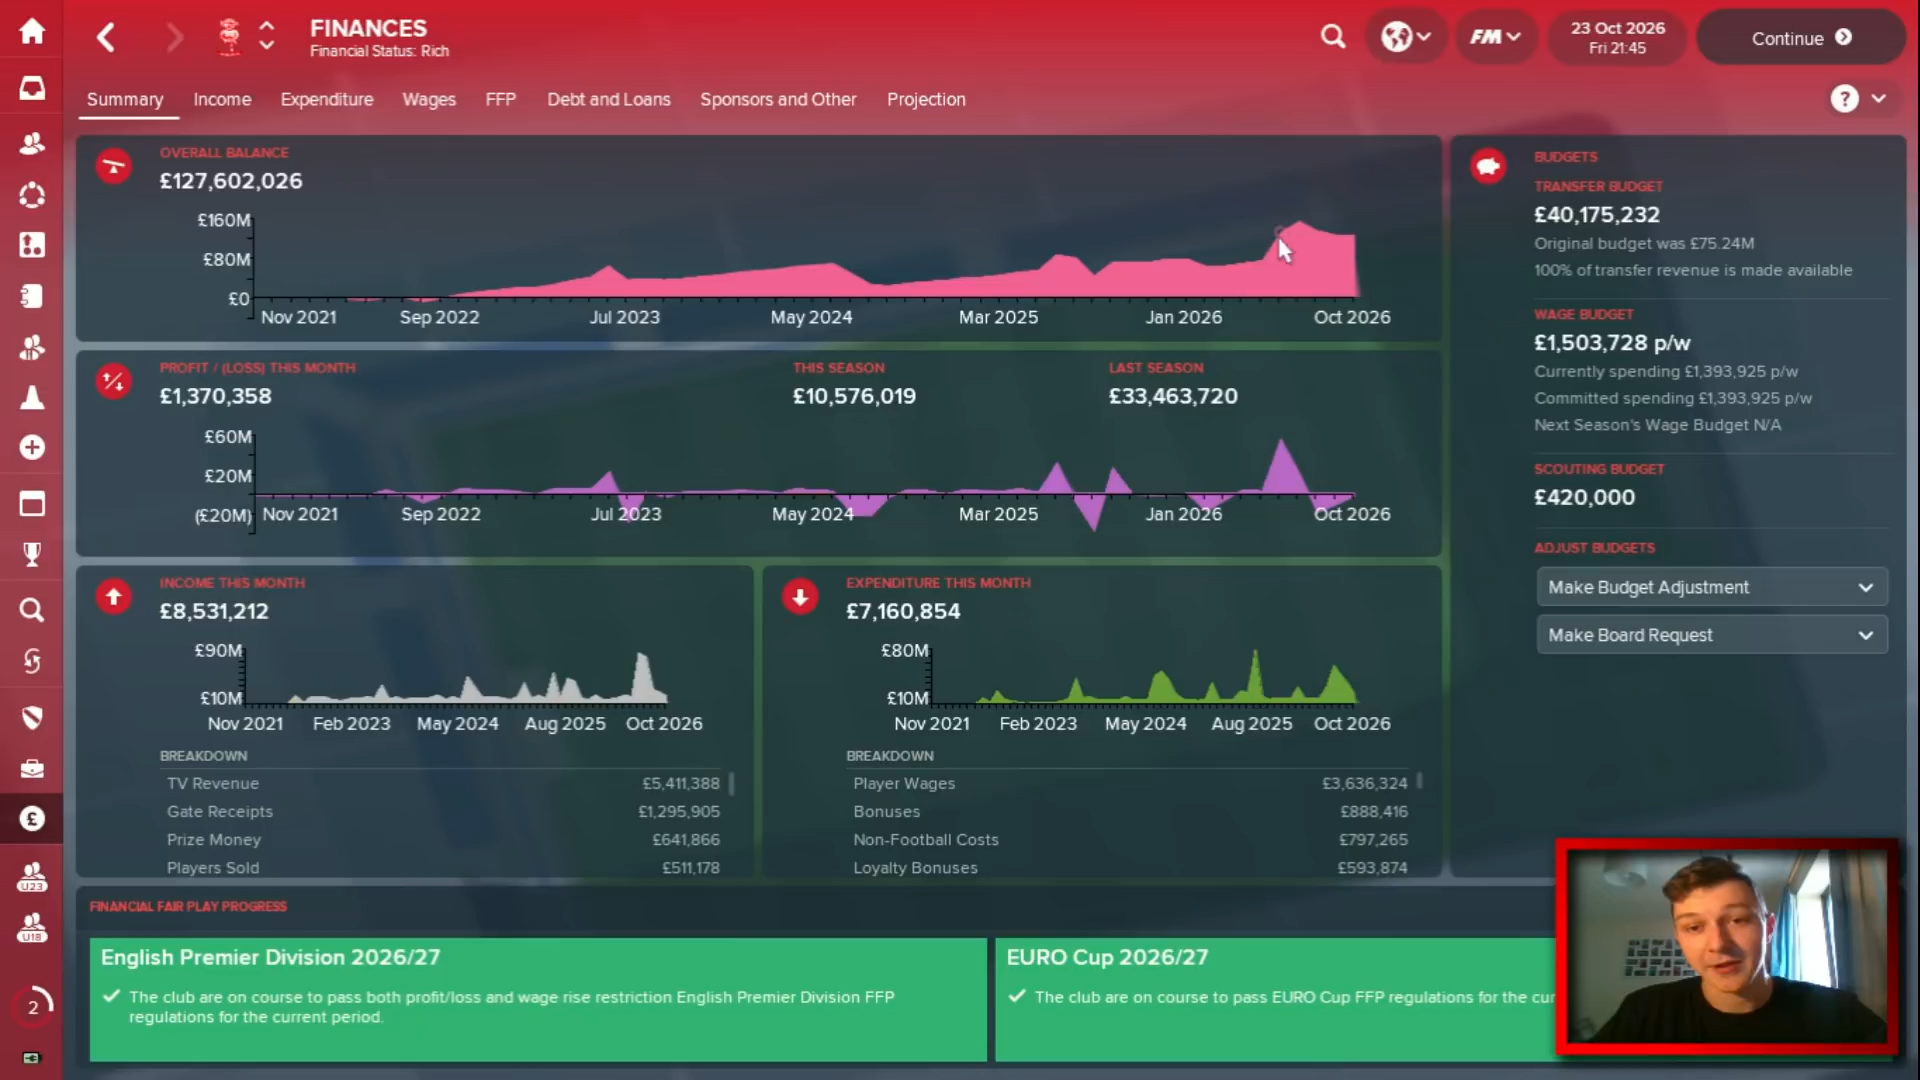 FINANCES
Financial Status: Rich
FM
23 Oct 2026
Fri 21:45
Continue
Summary
Income
Expenditure
Wages
FFP
Debt and Loans
Sponsors and Other
Projection
?
OVERALL BALANCE
£127,602,026
£160M
£80M
£0
Nov 2021
Sep 2022
Jul 2023
May 2024
Mar 2025
Jan 2026
Oct 2026
PROFIT / (LOSS) THIS MONTH
£1,370,358
THIS SEASON
£10,576,019
LAST SEASON
£33,463,720
£60M
£20M
(£20M)
Nov 2021
Sep 2022
Jul 2023
May 2024
Mar 2025
Jan 2026
Oct 2026
INCOME THIS MONTH
£8,531,212
£90M
£10M
Nov 2021
Feb 2023
May 2024
Aug 2025
Oct 2026
BREAKDOWN
TV Revenue £5,411,388
Gate Receipts £1,295,905
Prize Money £641,866
Players Sold £511,178
EXPENDITURE THIS MONTH
£7,160,854
£80M
£10M
Nov 2021
Feb 2023
May 2024
Aug 2025
Oct 2026
BREAKDOWN
Player Wages £3,636,324
Bonuses £888,416
Non-Football Costs £797,265
Loyalty Bonuses £593,874
BUDGETS
TRANSFER BUDGET
£40,175,232
Original budget was £75.24M
100% of transfer revenue is made available
WAGE BUDGET
£1,503,728 p/w
Currently spending £1,393,925 p/w
Committed spending £1,393,925 p/w
Next Season's Wage Budget N/A
SCOUTING BUDGET
£420,000
ADJUST BUDGETS
Make Budget Adjustment
Make Board Request
FINANCIAL FAIR PLAY PROGRESS
English Premier Division 2026/27
The club are on course to pass both profit/loss and wage rise restriction English Premier Division FFP
regulations for the current period.
EURO Cup 2026/27
The club are on course to pass EURO Cup FFP regulations for the cur
£
U23
U18
2